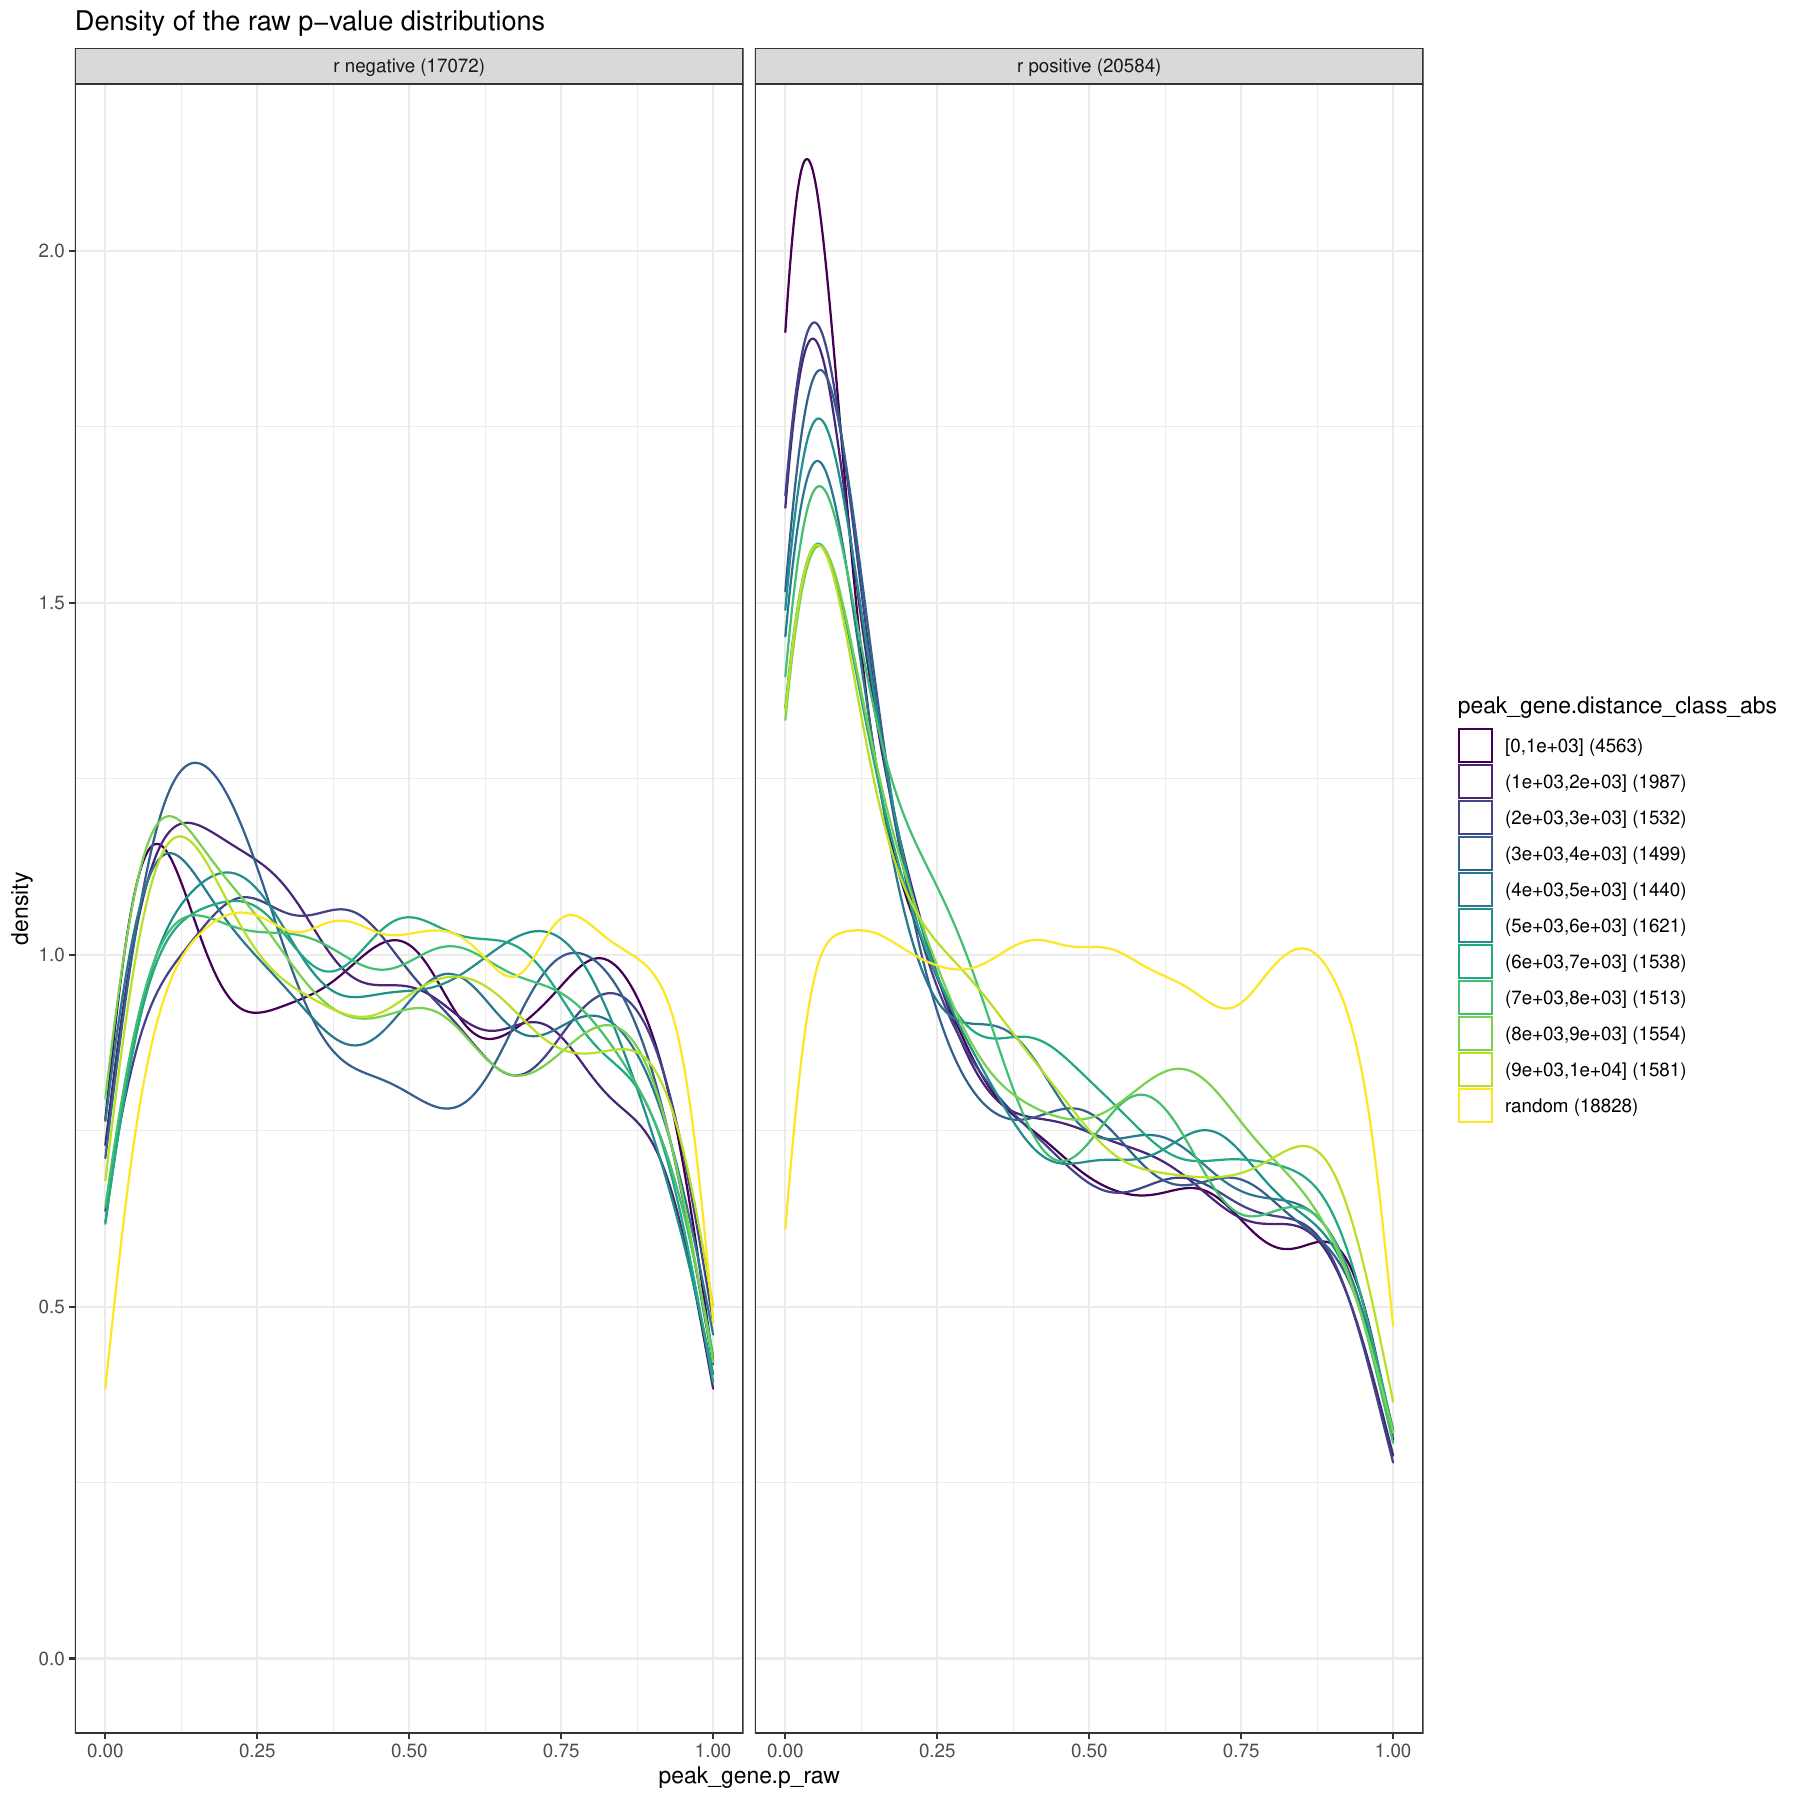 Density of the raw p−value distributions
r negative (17072)
r positive (20584)
density
2.0
1.5
1.0
0.5
0.0
0.00 0.25 0.50 0.75 1.00
0.00 0.25 0.50 0.75 1.00
peak_gene.p_raw
peak_gene.distance_class_abs
[0,1e+03] (4563)
(1e+03,2e+03] (1987)
(2e+03,3e+03] (1532)
(3e+03,4e+03] (1499)
(4e+03,5e+03] (1440)
(5e+03,6e+03] (1621)
(6e+03,7e+03] (1538)
(7e+03,8e+03] (1513)
(8e+03,9e+03] (1554)
(9e+03,1e+04] (1581)
random (18828)